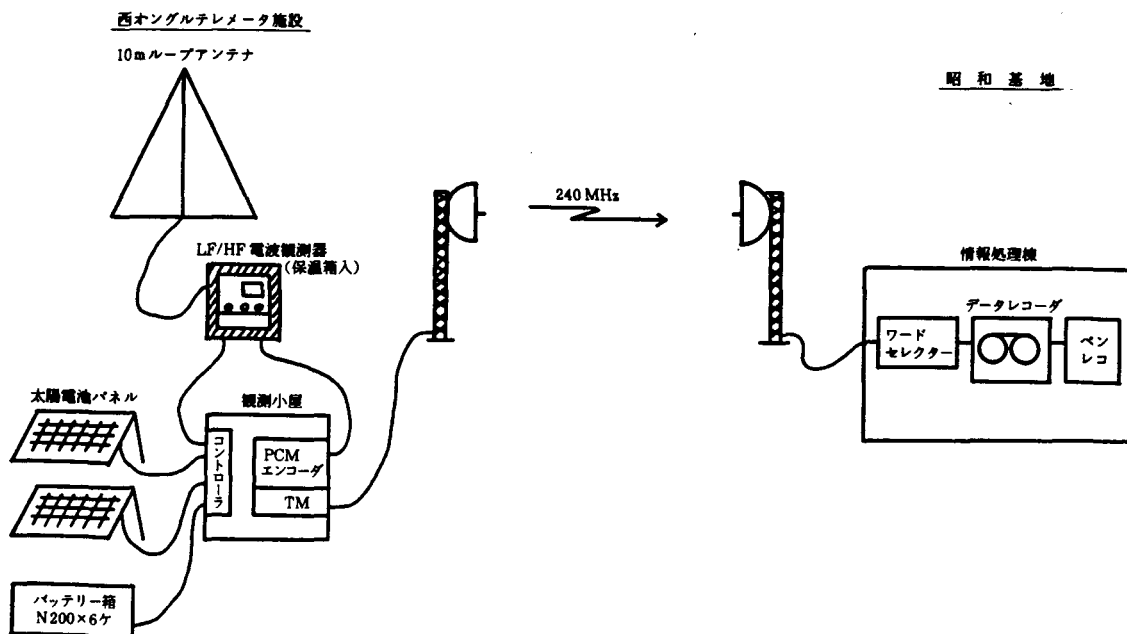 西オングルテレメータ施設
10mループアンテナ
昭和基地
240 MHz
LF/HF 電波観測器
(保温箱入)
情報処理棟
データレコーダ
ワード
セレクター
ペン
レコ
太陽電池パネル
観測小屋
コントローラ
PCM
エンコーダ
TM
バッテリー箱
N200×6ケ